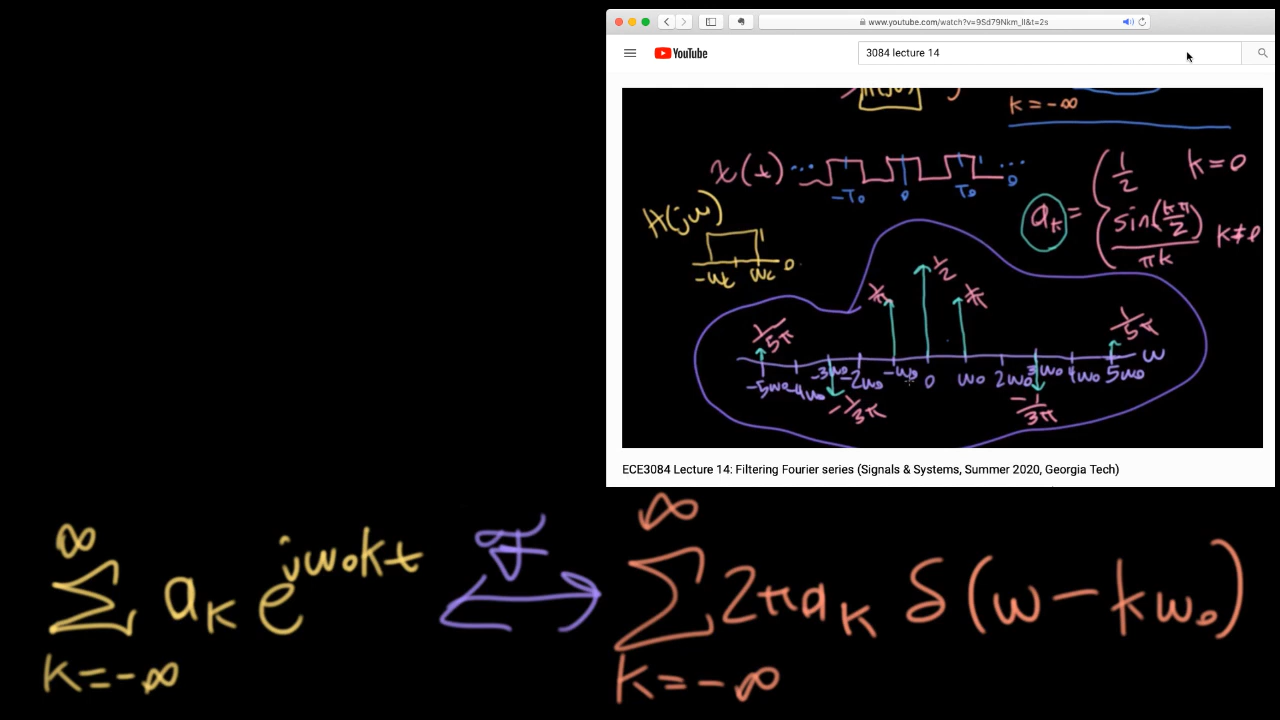 www.youtube.com/watch?v=9Sd79Nkm_lI&t=2s
YouTube
3084 lecture 14
k = -∞
x(t) ... ...
-T₀ 0 T₀
H(jω)
1
-ωc ωc 0
aₖ = { 1/2 k=0
sin(kπ/2)/πk k≠0
1/π 1/2 1/π
1/5π 1/5π
ω
-5ω₀ -4ω₀ -3ω₀ -2ω₀ -ω₀ 0 ω₀ 2ω₀ 3ω₀ 4ω₀ 5ω₀
-1/3π -1/3π
ECE3084 Lecture 14: Filtering Fourier series (Signals & Systems, Summer 2020, Georgia Tech)
∞ ∞
Σ aₖ e^{jω₀kt} ⟷ℱ Σ 2πaₖ δ(ω − kω₀)
k=-∞ k=-∞